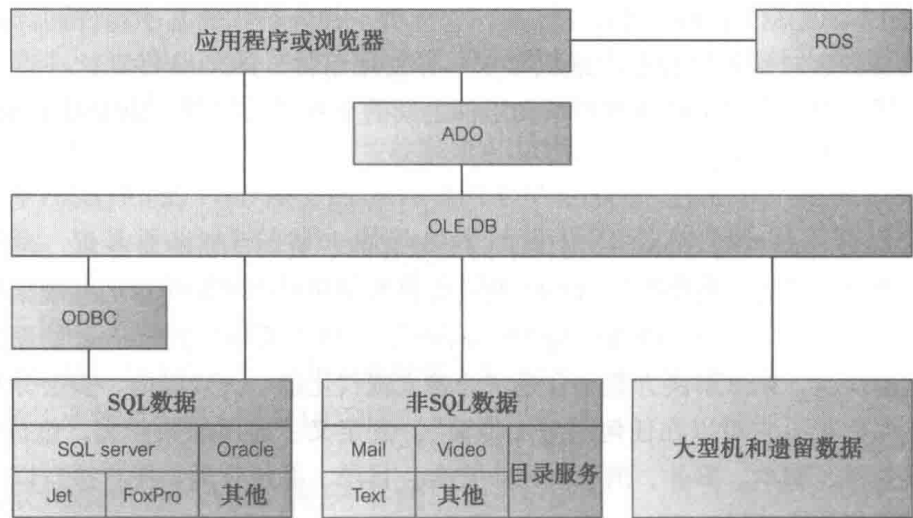 应用程序或浏览器
RDS
ADO
OLE DB
ODBC
SQL数据
SQL server
Oracle
Jet
FoxPro
其他
非SQL数据
Mail
Video
目录服务
Text
其他
大型机和遗留数据